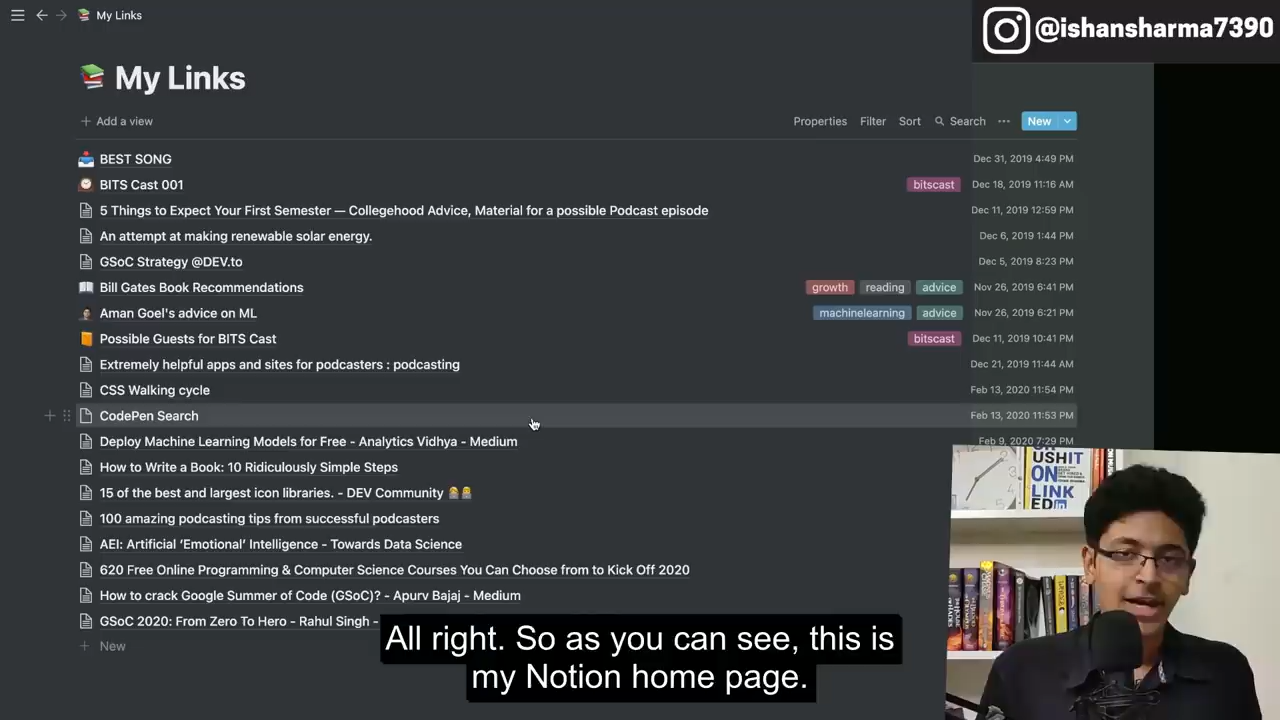 My Links
@ishansharma7390
My Links
Add a view
Properties Filter Sort Search New
BEST SONG Dec 31, 2019 4:49 PM
BITS Cast 001 bitscast Dec 18, 2019 11:16 AM
5 Things to Expect Your First Semester — Collegehood Advice, Material for a possible Podcast episode Dec 11, 2019 12:59 PM
An attempt at making renewable solar energy. Dec 6, 2019 1:44 PM
GSoC Strategy @DEV.to Dec 5, 2019 8:23 PM
Bill Gates Book Recommendations growth reading advice Nov 26, 2019 6:41 PM
Aman Goel's advice on ML machinelearning advice Nov 26, 2019 6:21 PM
Possible Guests for BITS Cast bitscast Dec 11, 2019 10:41 PM
Extremely helpful apps and sites for podcasters : podcasting Dec 21, 2019 11:44 AM
CSS Walking cycle Feb 13, 2020 11:54 PM
CodePen Search Feb 13, 2020 11:53 PM
Deploy Machine Learning Models for Free - Analytics Vidhya - Medium Feb 9, 2020 7:29 PM
How to Write a Book: 10 Ridiculously Simple Steps
15 of the best and largest icon libraries. - DEV Community
100 amazing podcasting tips from successful podcasters
AEI: Artificial ‘Emotional’ Intelligence - Towards Data Science
620 Free Online Programming & Computer Science Courses You Can Choose from to Kick Off 2020
How to crack Google Summer of Code (GSoC)? - Apurv Bajaj - Medium
GSoC 2020: From Zero To Hero - Rahul Singh -
New
USHIT
ON
LINK
ED
All right. So as you can see, this is
my Notion home page.